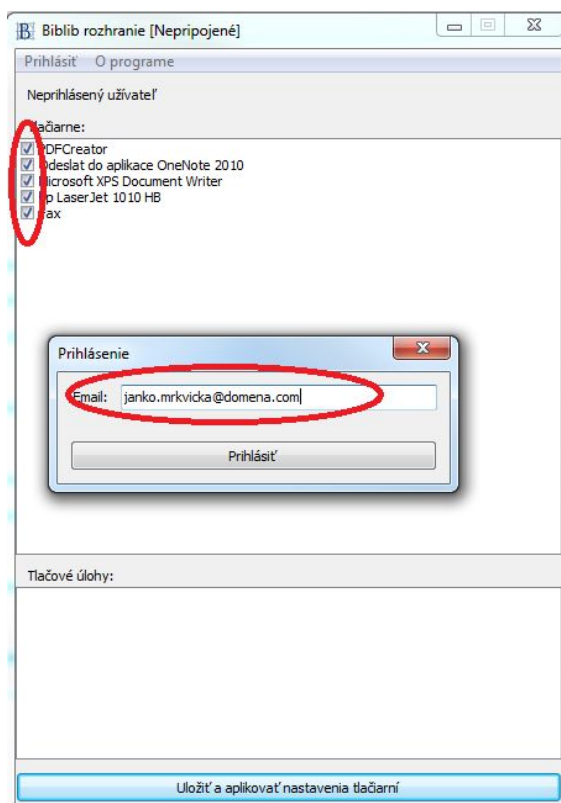 Biblib rozhranie [Nepripojené]
Prihlásiť O programe
Neprihlásený užívateľ
Tlačiarne:
PDFCreator
Odeslat do aplikace OneNote 2010
Microsoft XPS Document Writer
hp LaserJet 1010 HB
Fax
Prihlásenie
Email: janko.mrkvicka@domena.com
Prihlásiť
Tlačové úlohy:
Uložiť a aplikovať nastavenia tlačiarní